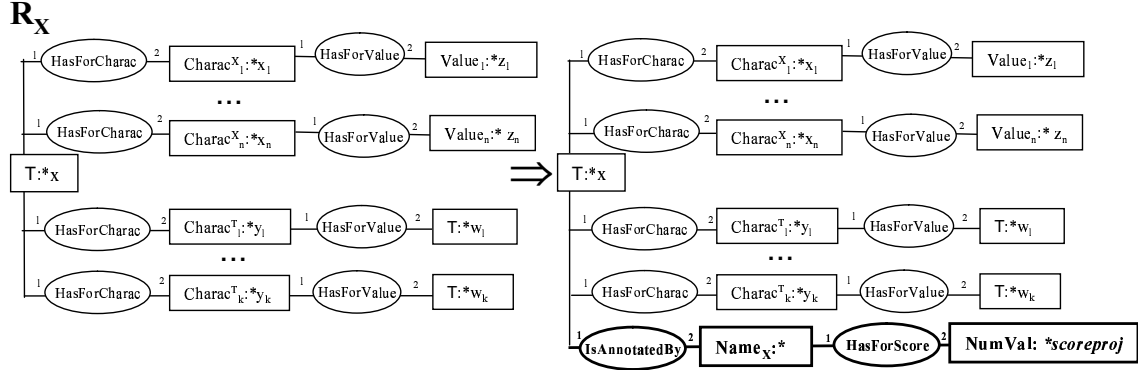 R_X
1 HasForCharac 2 Charac^X_1:*x_1 1 HasForValue 2 Value_1:*z_1
...
1 HasForCharac 2 Charac^X_n:*x_n 1 HasForValue 2 Value_n:* z_n
T:*x
1 HasForCharac 2 Charac^T_1:*y_1 1 HasForValue 2 T:*w_1
...
1 HasForCharac 2 Charac^T_k:*y_k 1 HasForValue 2 T:*w_k
⇒
1 HasForCharac 2 Charac^X_1:*x_1 1 HasForValue 2 Value_1:*z_1
...
1 HasForCharac 2 Charac^X_n:*x_n 1 HasForValue 2 Value_n:* z_n
T:*x
1 HasForCharac 2 Charac^T_1:*y_1 1 HasForValue 2 T:*w_1
...
1 HasForCharac 2 Charac^T_k:*y_k 1 HasForValue 2 T:*w_k
1 IsAnnotatedBy 2 Name_X:* 1 HasForScore 2 NumVal: *scoreproj